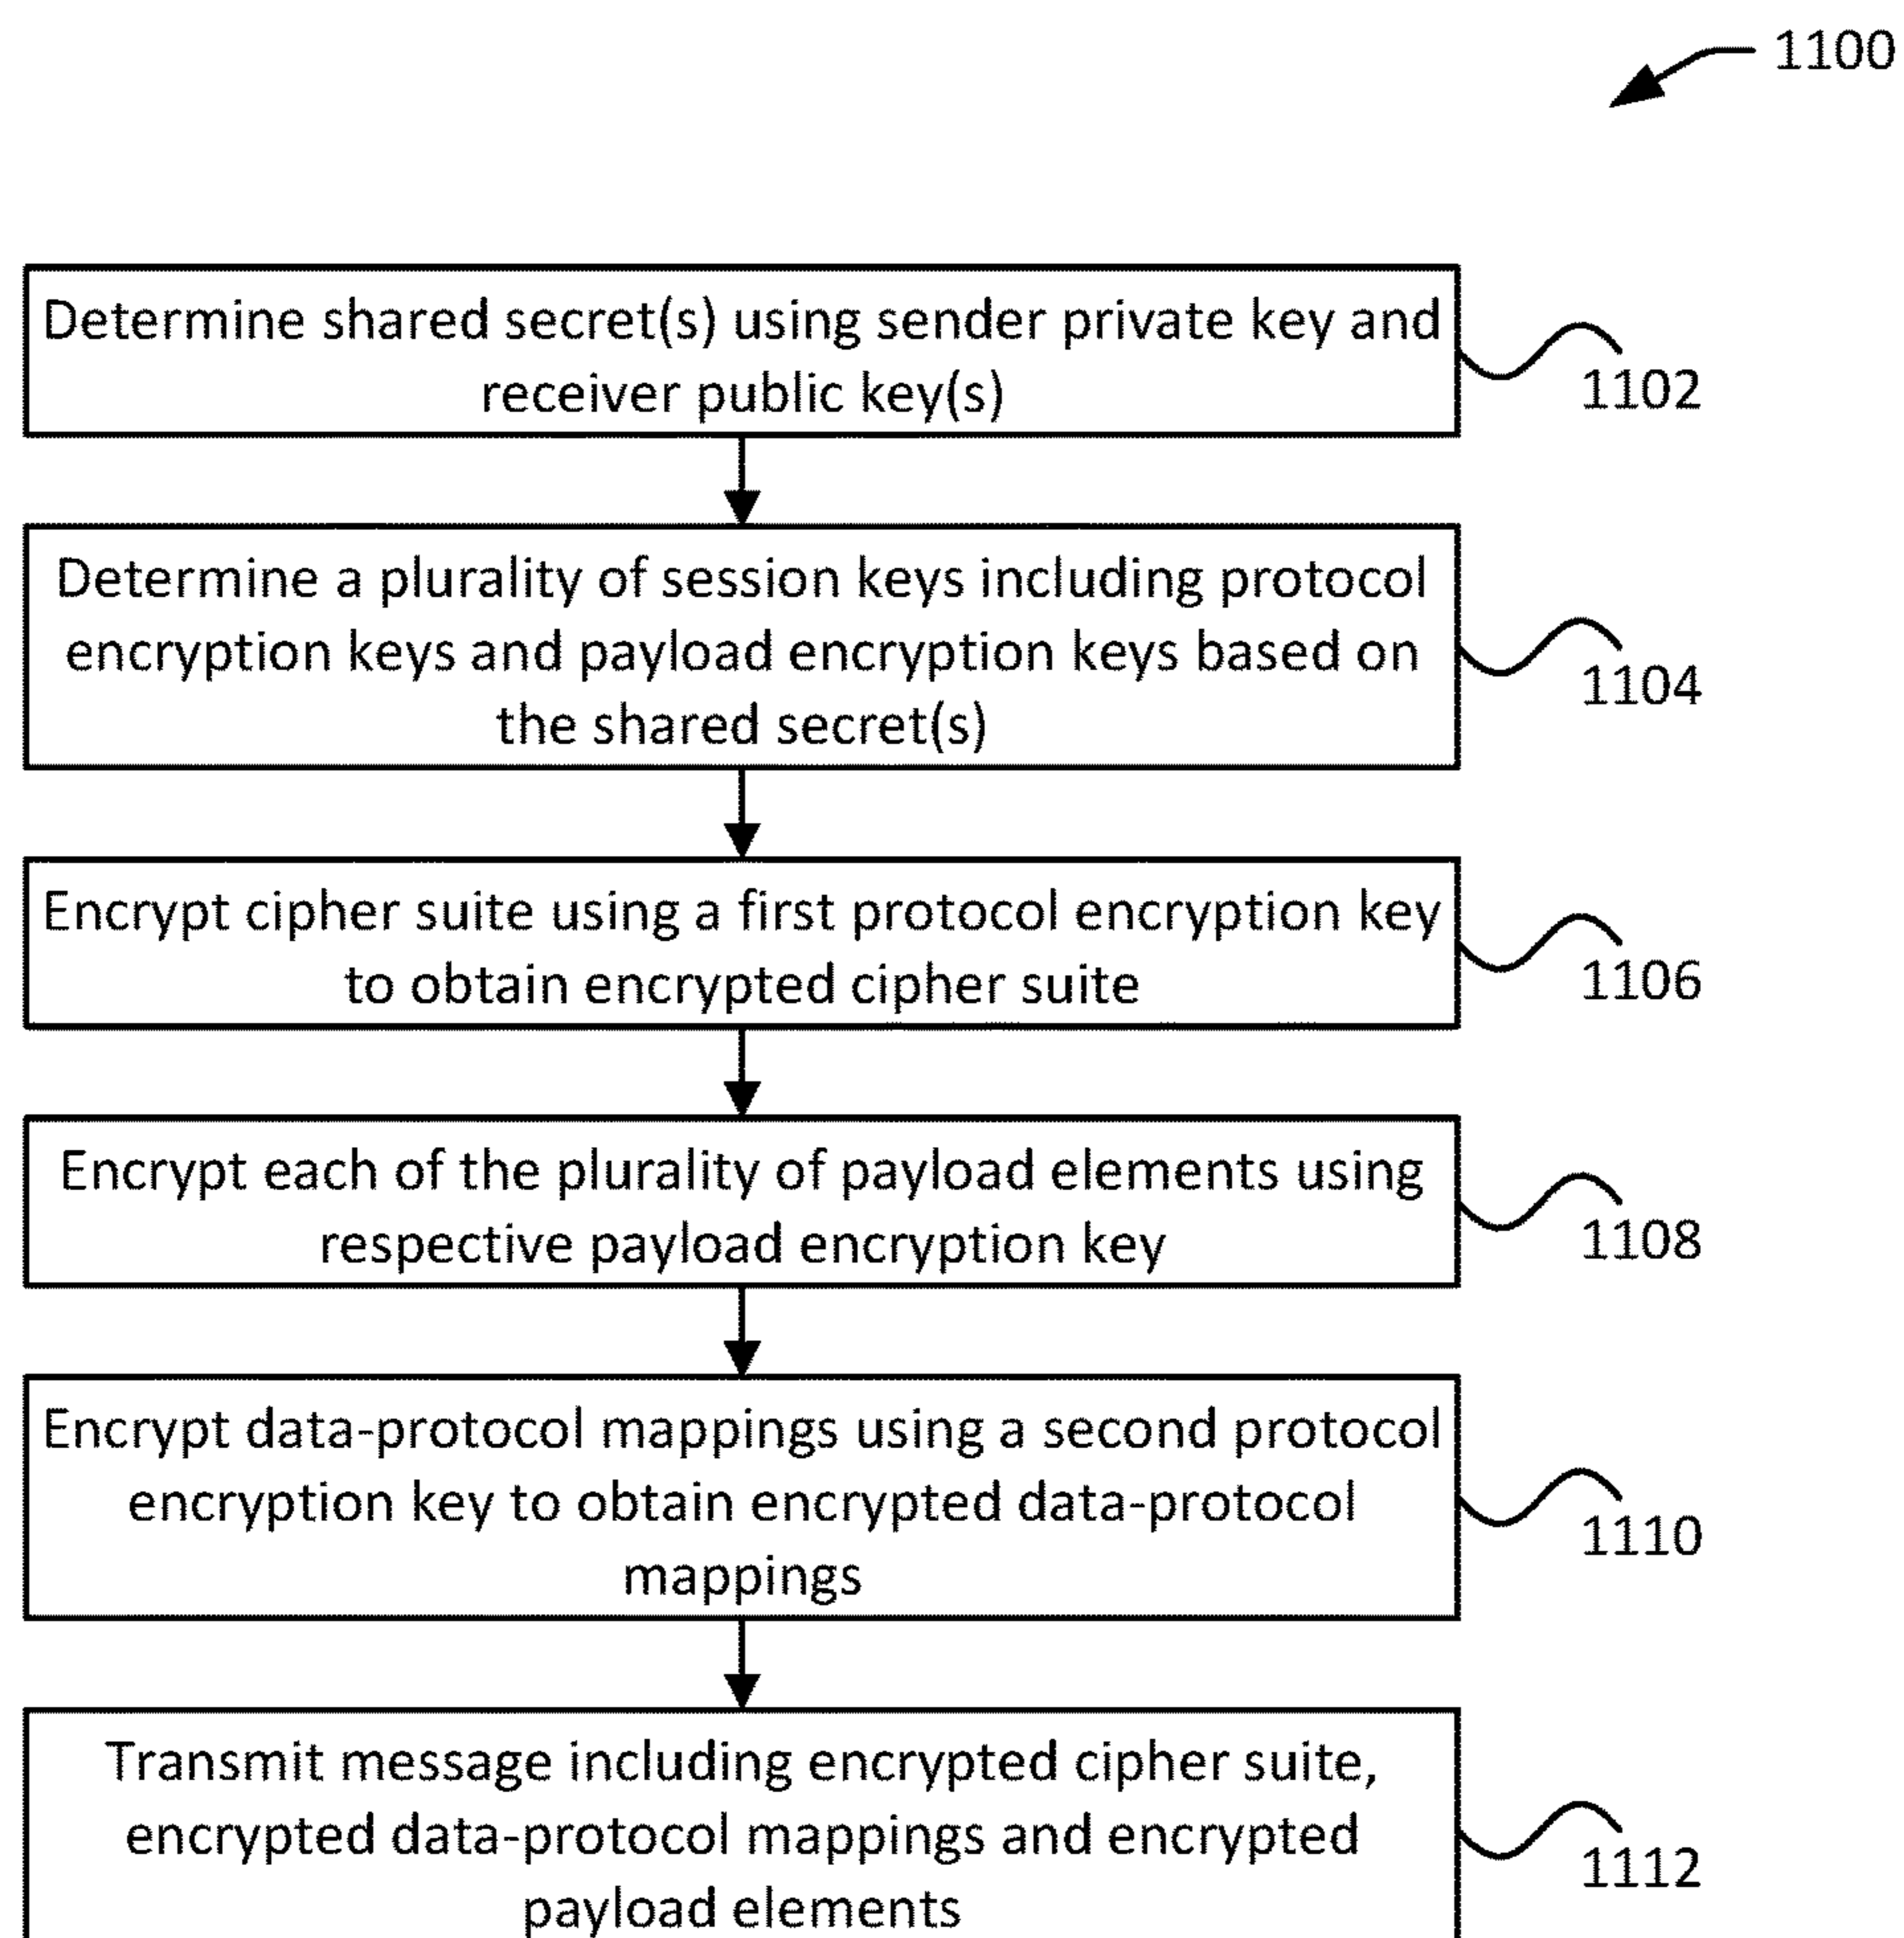 1100
Determine shared secret(s) using sender private key and
receiver public key(s)
1102
Determine a plurality of session keys including protocol
encryption keys and payload encryption keys based on
the shared secret(s)
1104
Encrypt cipher suite using a first protocol encryption key
to obtain encrypted cipher suite
1106
Encrypt each of the plurality of payload elements using
respective payload encryption key
1108
Encrypt data-protocol mappings using a second protocol
encryption key to obtain encrypted data-protocol
mappings
1110
Transmit message including encrypted cipher suite,
encrypted data-protocol mappings and encrypted
payload elements
1112